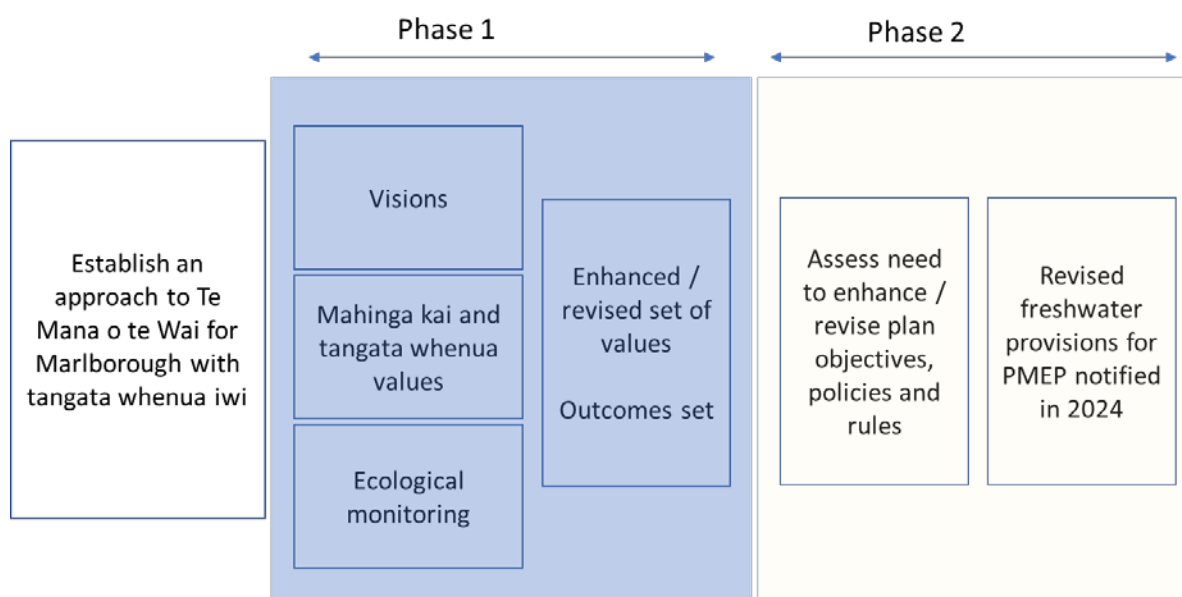 Phase 1
Phase 2
Establish an
approach to Te
Mana o te Wai for
Marlborough with
tangata whenua iwi
Visions
Mahinga kai and
tangata whenua
values
Ecological
monitoring
Enhanced /
revised set of
values
Outcomes set
Assess need
to enhance /
revise plan
objectives,
policies and
rules
Revised
freshwater
provisions for
PMEP notified
in 2024